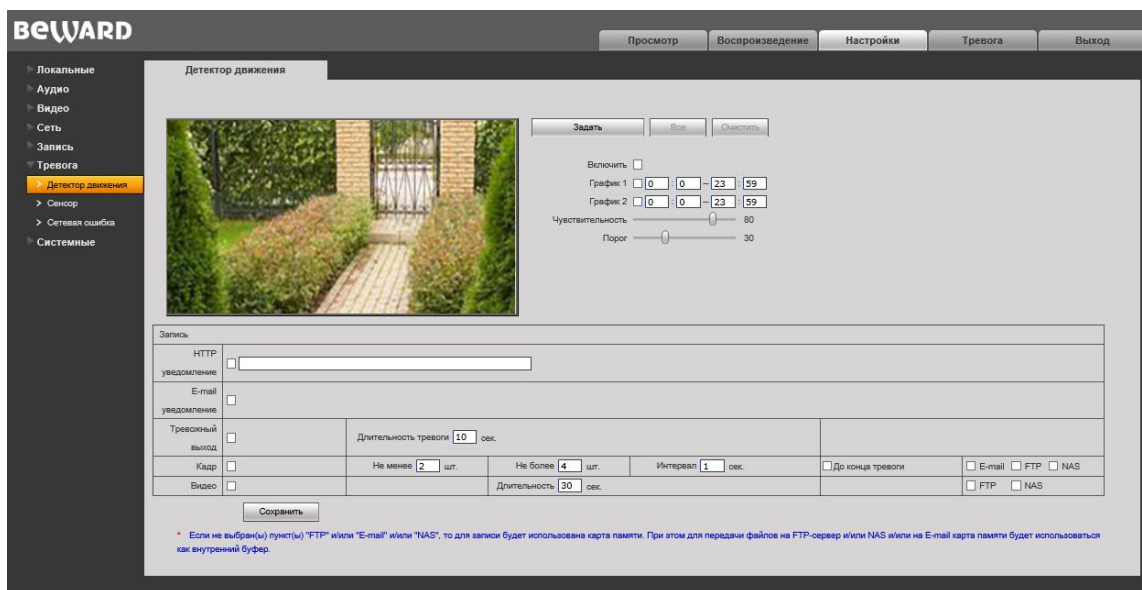 BEWARD
Просмотр Воспроизведение Настройки Тревога Выход
Локальные
Аудио
Видео
Сеть
Запись
Тревога
Детектор движения
Сенсор
Сетевая ошибка
Системные
Детектор движения
Задать Все Очистить
Включить
График 1 0 : 0 – 23 : 59
График 2 0 : 0 – 23 : 59
Чувствительность 80
Порог 30
Запись
HTTP
уведомление
E-mail
уведомление
Тревожный
выход
Длительность тревоги 10 сек.
Кадр Не менее 2 шт. Не более 4 шт. Интервал 1 сек. До конца тревоги E-mail FTP NAS
Видео Длительность 30 сек. FTP NAS
Сохранить
* Если не выбран(ы) пункт(ы) "FTP" и/или "E-mail" и/или "NAS", то для записи будет использована карта памяти. При этом для передачи файлов на FTP-сервер и/или NAS и/или на E-mail карта памяти будет использоваться
как внутренний буфер.